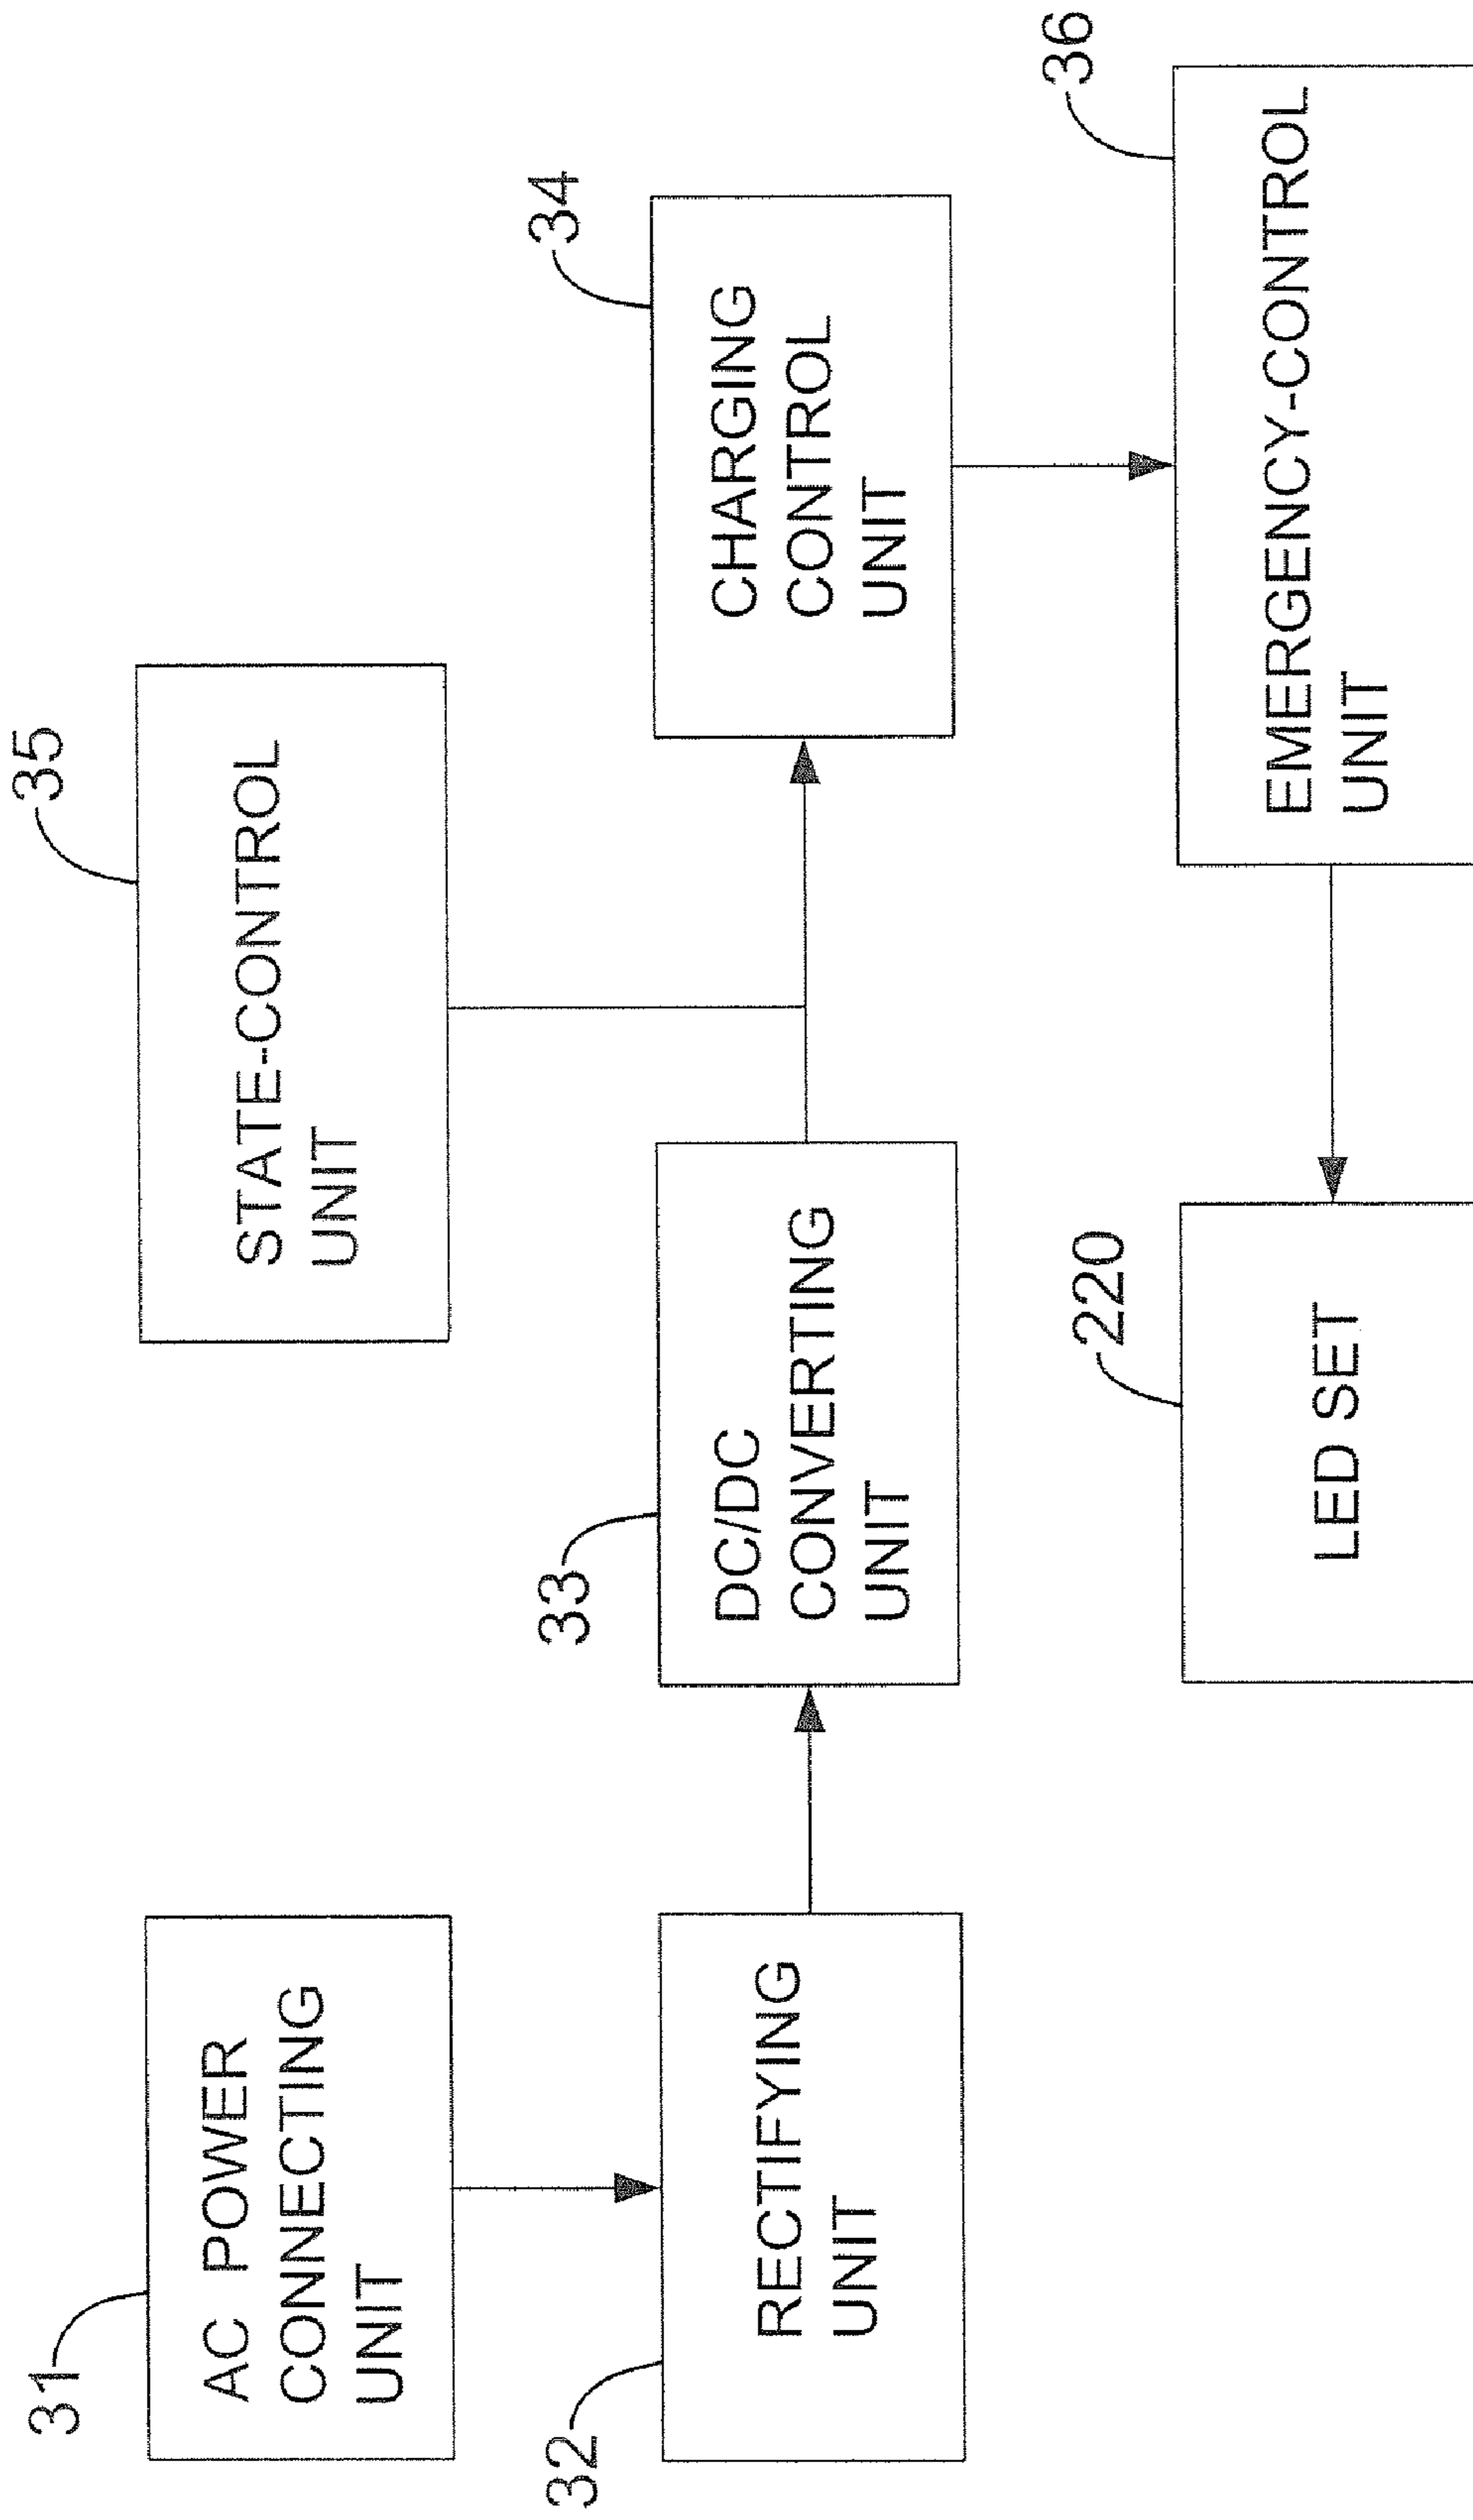 31
AC POWER
CONNECTING
UNIT
35
STATE-CONTROL
UNIT
32
RECTIFYING
UNIT
33
DC/DC
CONVERTING
UNIT
34
CHARGING
CONTROL
UNIT
220
LED SET
36
EMERGENCY-CONTROL
UNIT